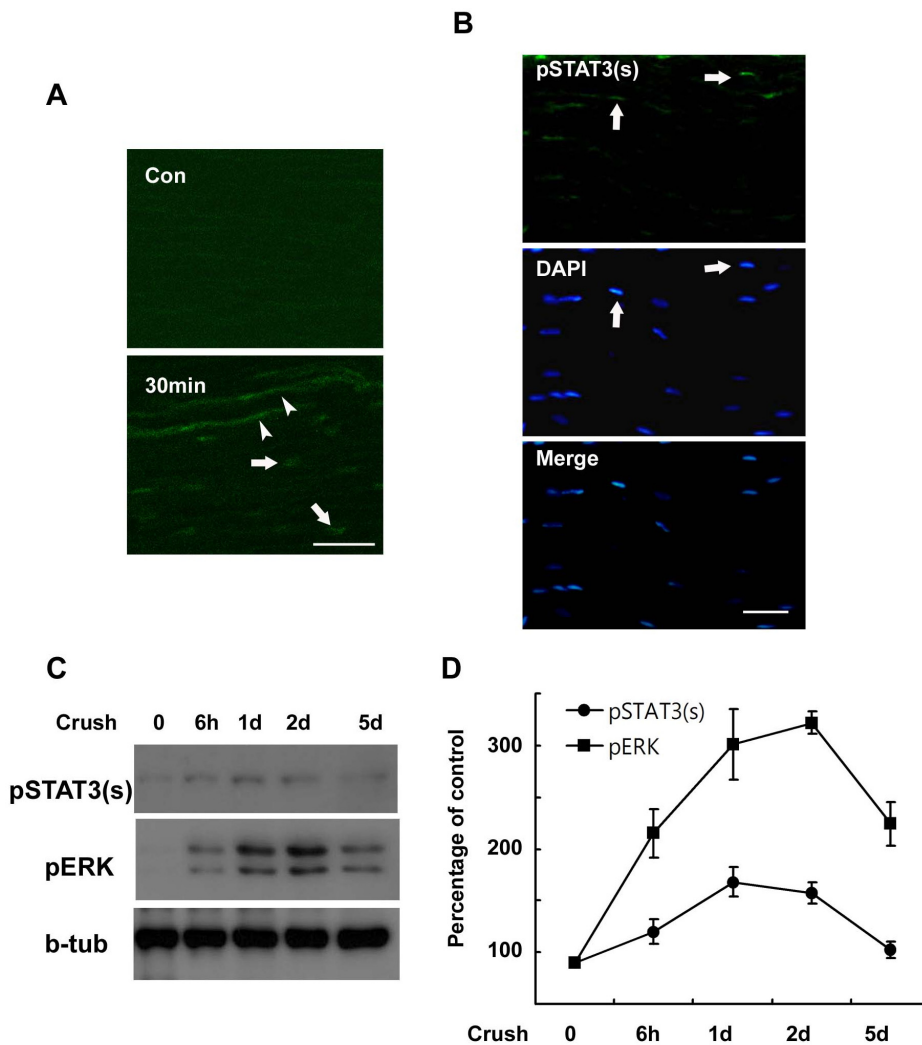 A
Con
30min
B
pSTAT3(s)
DAPI
Merge
C
Crush 0 6h 1d 2d 5d
pSTAT3(s)
pERK
b-tub
D
pSTAT3(s)
pERK
Percentage of control
300
200
100
Crush 0 6h 1d 2d 5d